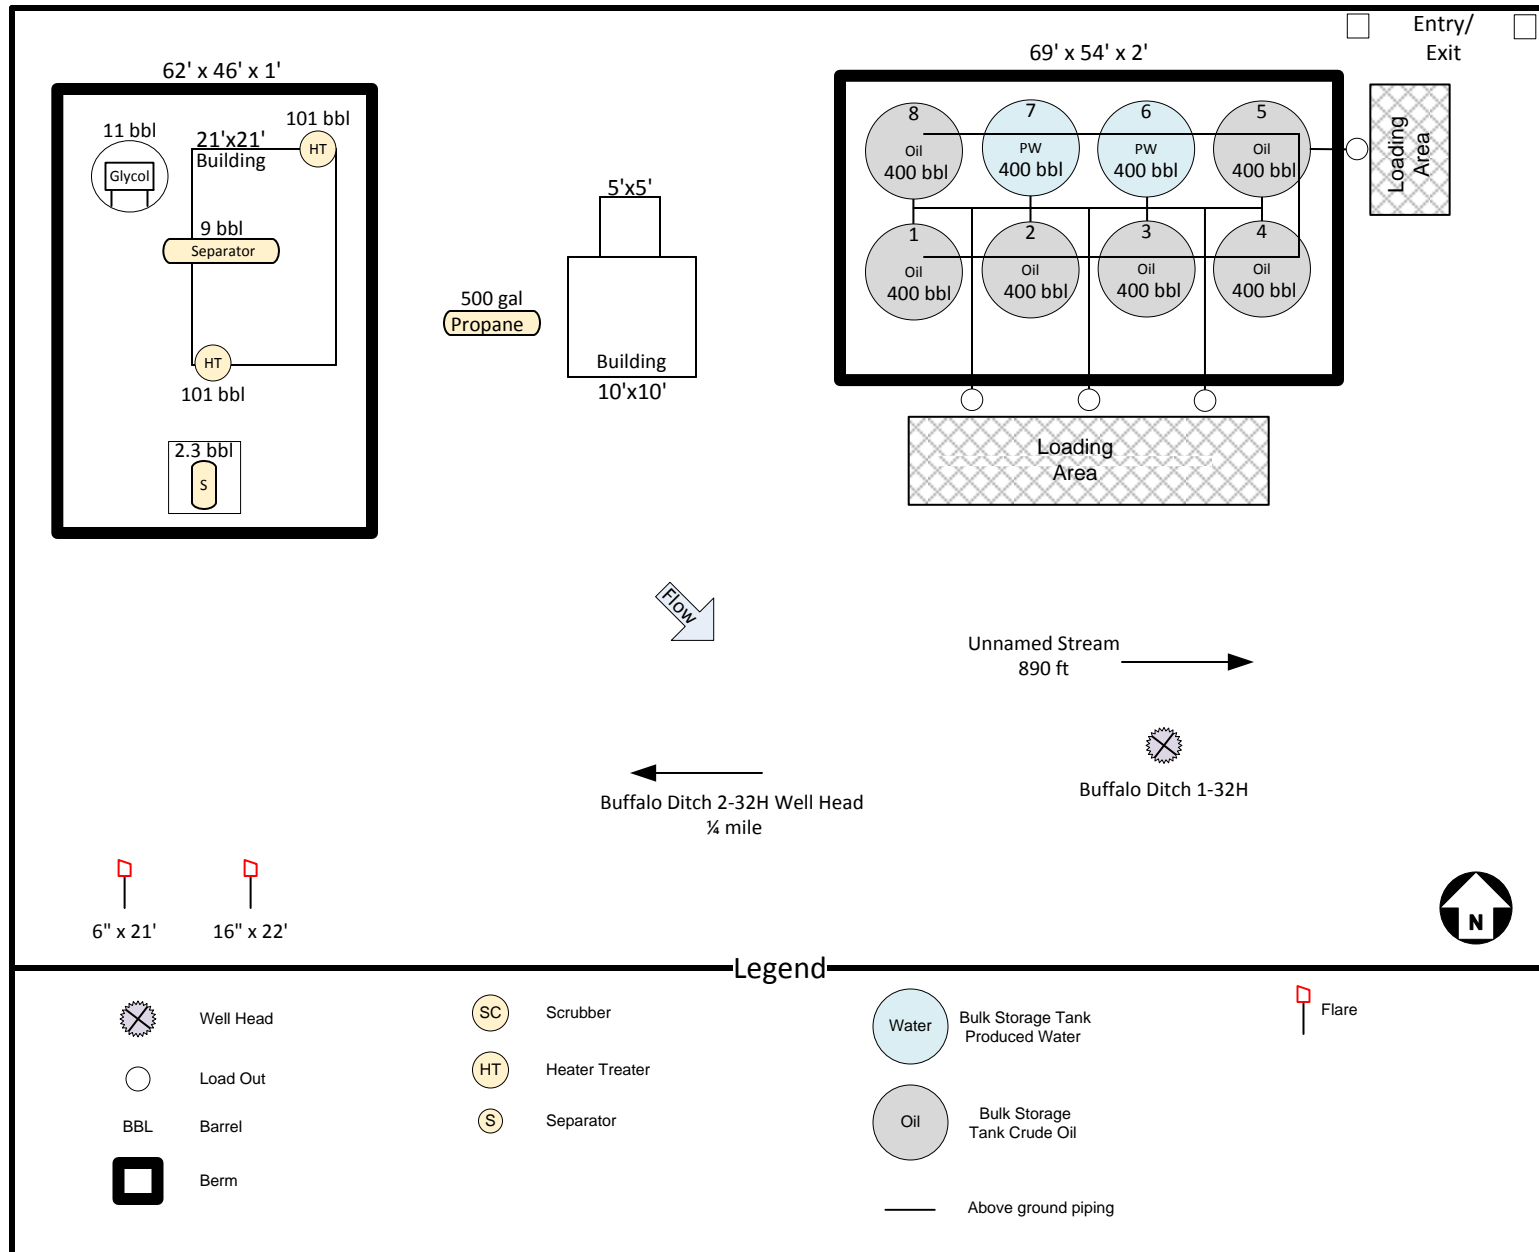 Entry/
Exit
62' x 46' x 1'
69' x 54' x 2'
11 bbl
Glycol
21'x21'
Building
101 bbl
HT
9 bbl
Separator
HT
101 bbl
2.3 bbl
S
500 gal
Propane
5'x5'
Building
10'x10'
8
Oil
400 bbl
7
PW
400 bbl
6
PW
400 bbl
5
Oil
400 bbl
1
Oil
400 bbl
2
Oil
400 bbl
3
Oil
400 bbl
4
Oil
400 bbl
Loading
Area
Loading
Area
Flow
Unnamed Stream
890 ft
Buffalo Ditch 1-32H
Buffalo Ditch 2-32H Well Head
¼ mile
6" x 21'
16" x 22'
N
Legend
Well Head
Load Out
BBL Barrel
Berm
SC Scrubber
HT Heater Treater
S Separator
Water
Bulk Storage Tank
Produced Water
Oil
Bulk Storage
Tank Crude Oil
Above ground piping
Flare